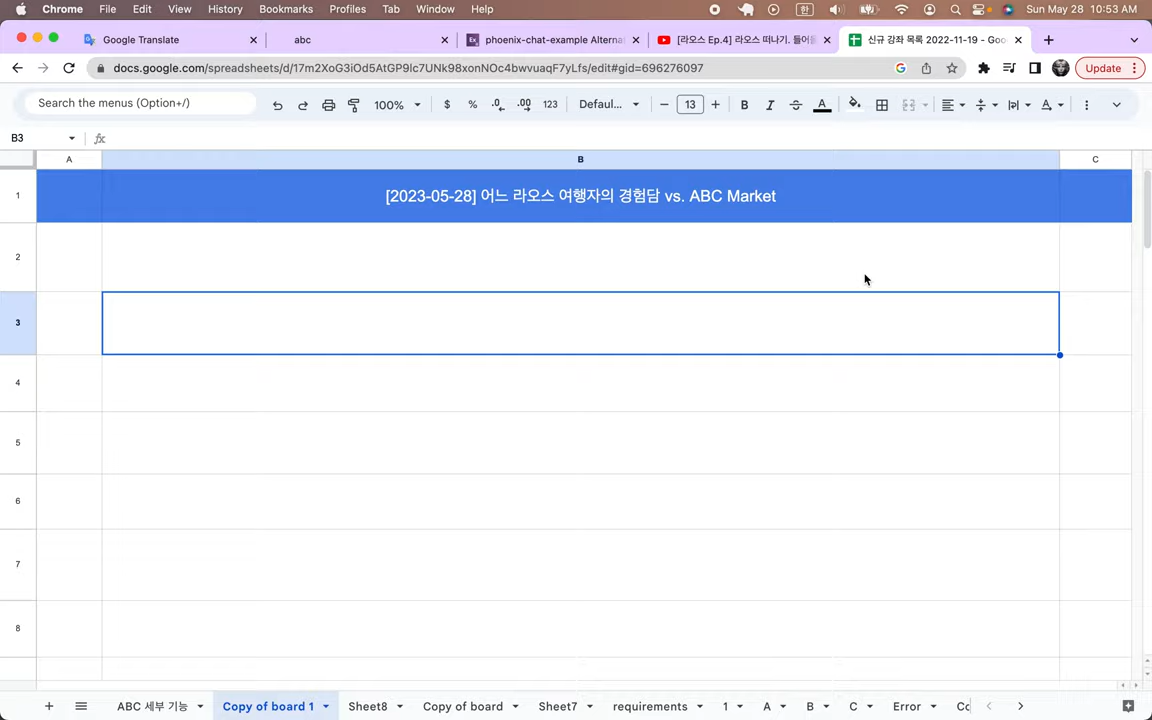 Chrome File Edit View History Bookmarks Profiles Tab Window Help 한 Sun May 28 10:53 AM
Google Translate abc phoenix-chat-example Alterna [라오스 Ep.4] 라오스 떠나기. 들어를 신규 강좌 목록 2022-11-19 - Goo
docs.google.com/spreadsheets/d/17m2XoG3iOd5AtGP9lc7UNk98xonNOc4bwvuaqF7yLfs/edit#gid=696276097 Update
Search the menus (Option+/) 100% $ % .0 .00 123 Defaul... 13 B I S A
B3 fx
A B C
1 [2023-05-28] 어느 라오스 여행자의 경험담 vs. ABC Market
2
3
4
5
6
7
8
ABC 세부 기능 Copy of board 1 Sheet8 Copy of board Sheet7 requirements 1 A B C Error Co